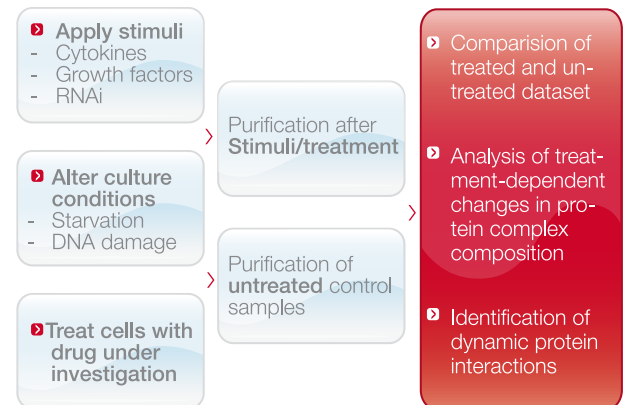 Apply stimuli
- Cytokines
- Growth factors
- RNAi
Alter culture
conditions
- Starvation
- DNA damage
Treat cells with
drug under
investigation
Purification after
Stimuli/treatment
Purification of
untreated control
samples
Comparision of
treated and un-
treated dataset
Analysis of treat-
ment-dependent
changes in pro-
tein complex
composition
Identification of
dynamic protein
interactions